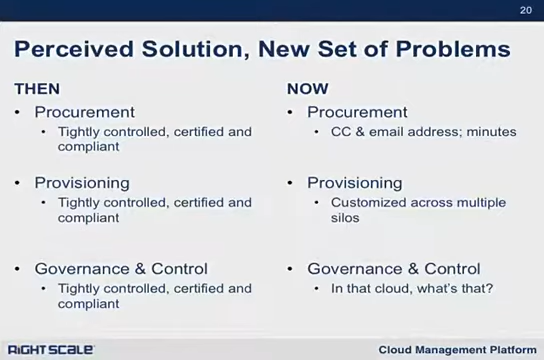 20
Perceived Solution, New Set of Problems
THEN
• Procurement
• Tightly controlled, certified and
compliant
• Provisioning
• Tightly controlled, certified and
compliant
• Governance & Control
• Tightly controlled, certified and
compliant
NOW
• Procurement
• CC & email address; minutes
• Provisioning
• Customized across multiple
silos
• Governance & Control
• In that cloud, what's that?
RIGHTSCALE
Cloud Management Platform